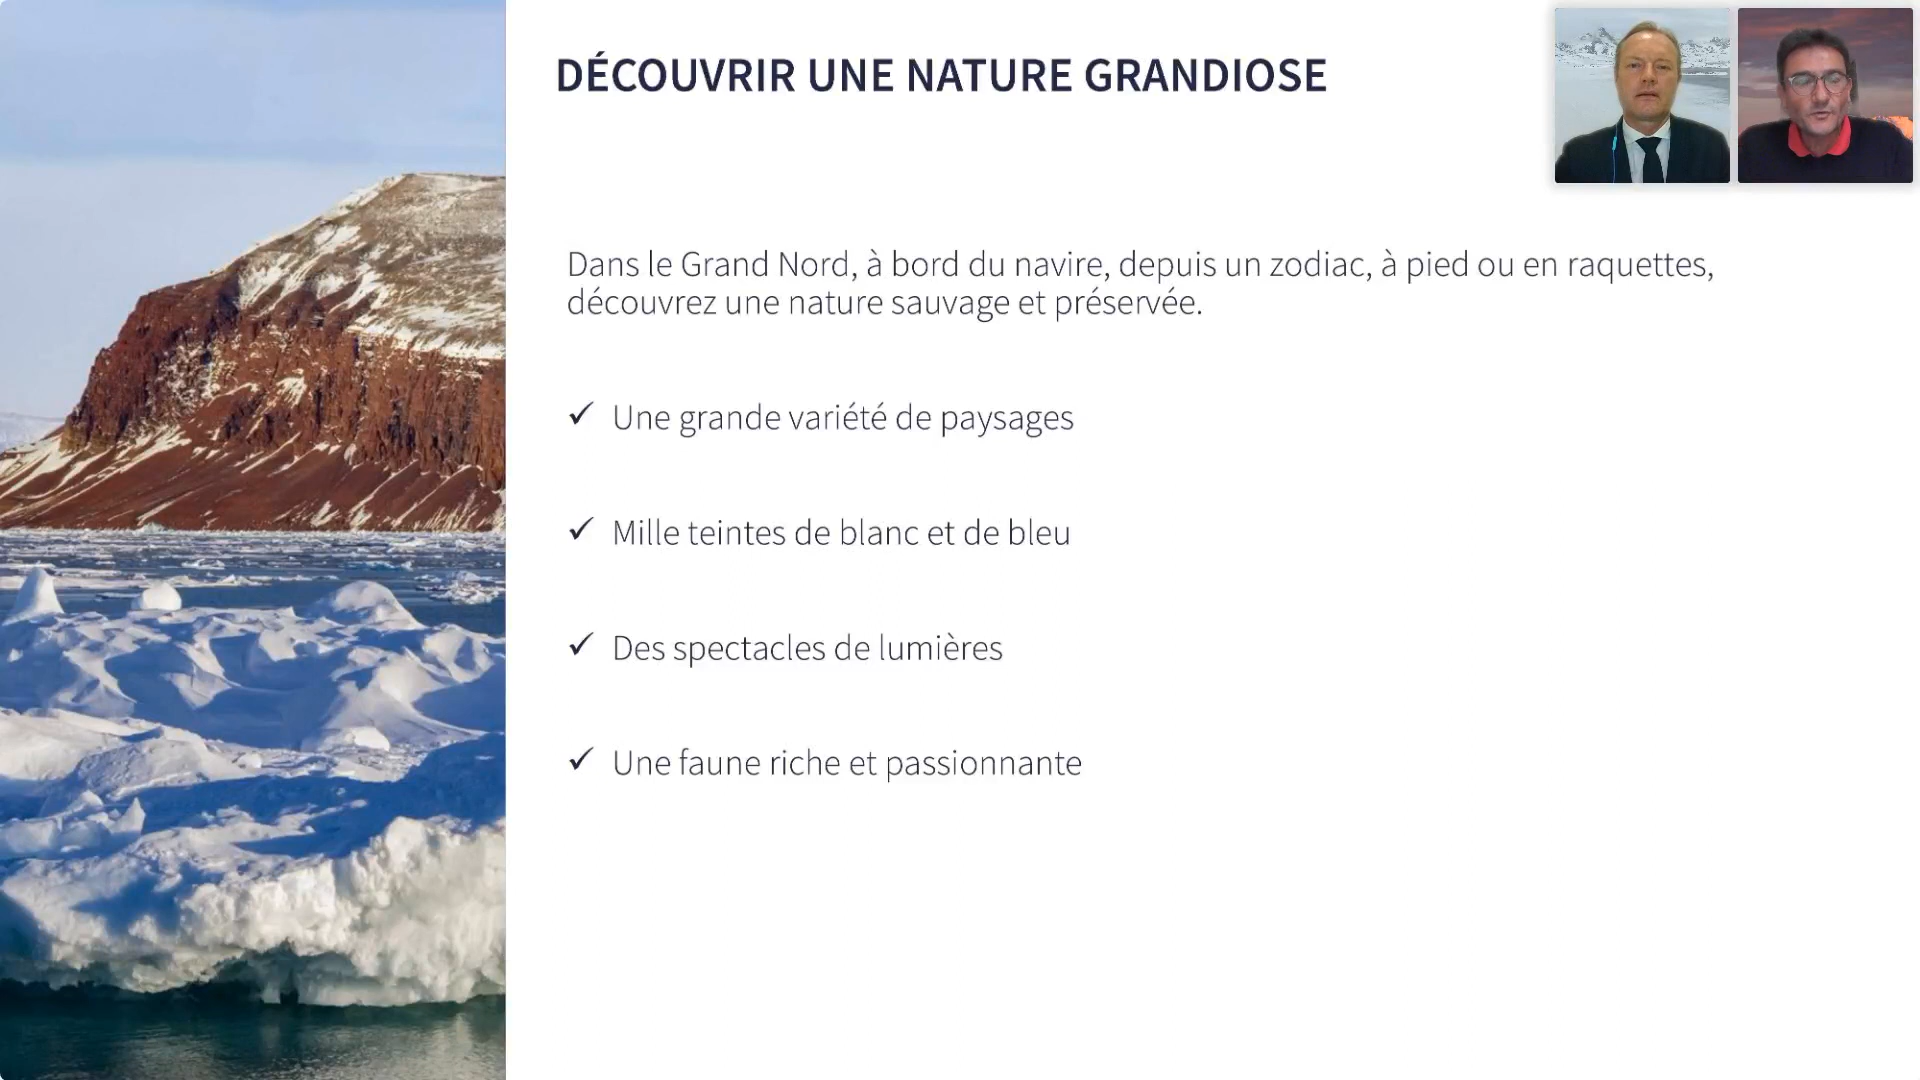 DÉCOUVRIR UNE NATURE GRANDIOSE
Dans le Grand Nord, à bord du navire, depuis un zodiac, à pied ou en raquettes,
découvrez une nature sauvage et préservée.
✓ Une grande variété de paysages
✓ Mille teintes de blanc et de bleu
✓ Des spectacles de lumières
✓ Une faune riche et passionnante